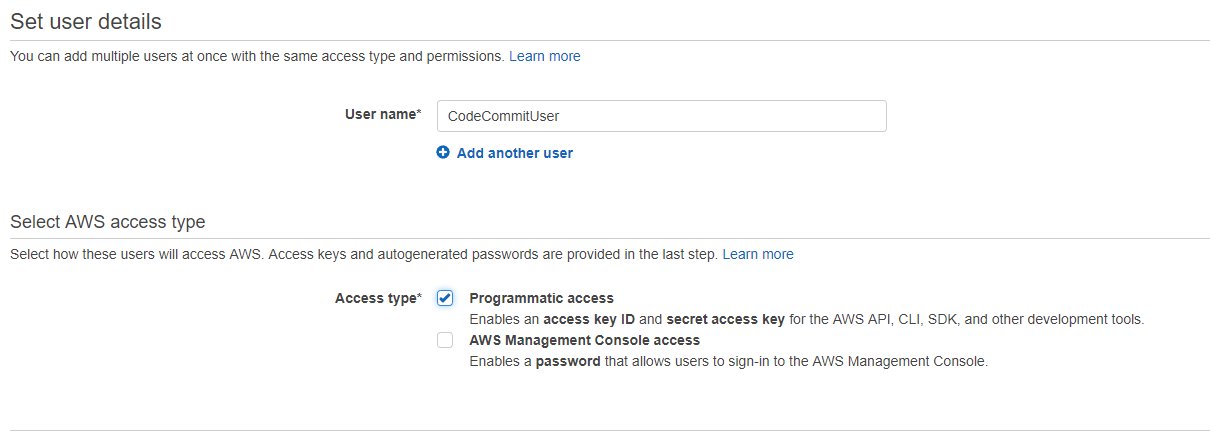 Set user details
You can add multiple users at once with the same access type and permissions. Learn more
User name* CodeCommitUser
Add another user
Select AWS access type
Select how these users will access AWS. Access keys and autogenerated passwords are provided in the last step. Learn more
Access type* Programmatic access
Enables an access key ID and secret access key for the AWS API, CLI, SDK, and other development tools.
AWS Management Console access
Enables a password that allows users to sign-in to the AWS Management Console.